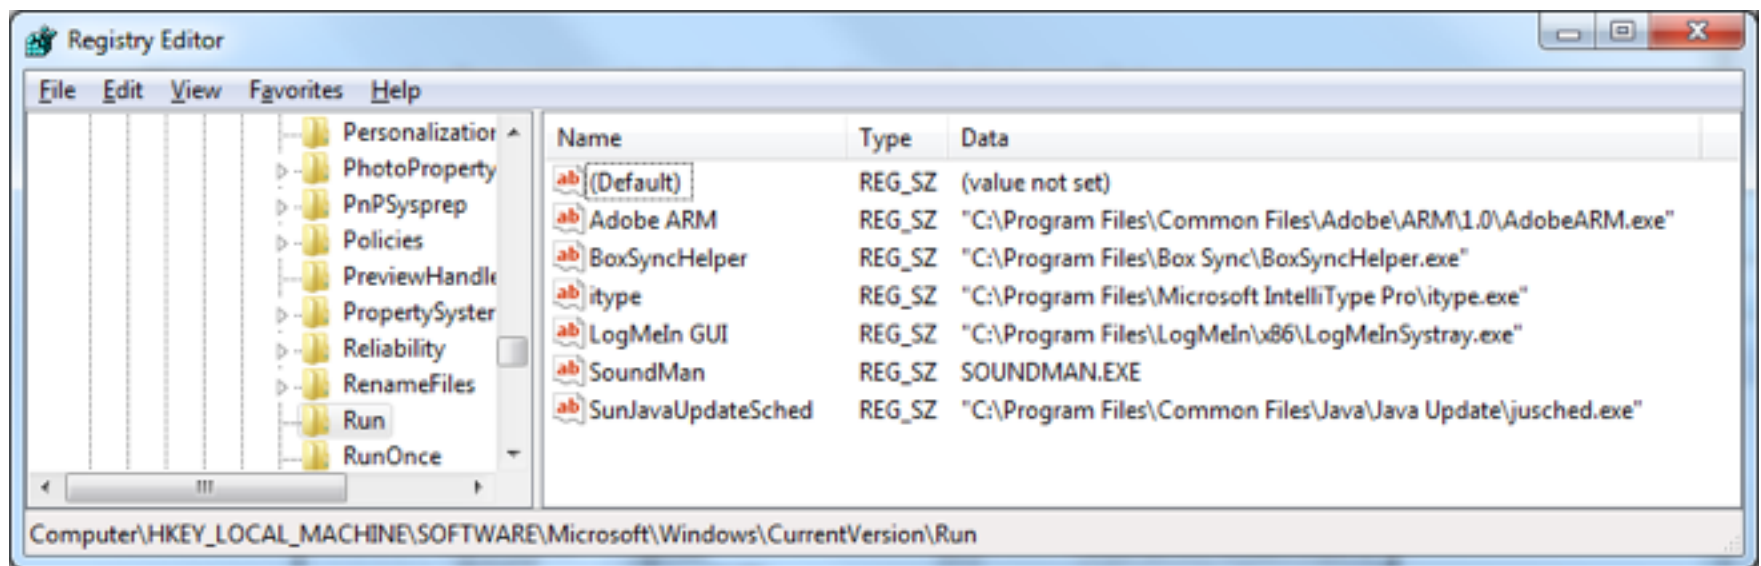 Registry Editor
File Edit View Favorites Help
Personalization
PhotoProperty
PnPSysprep
Policies
PreviewHandle
PropertySyster
Reliability
RenameFiles
Run
RunOnce
Name Type Data
(Default) REG_SZ (value not set)
Adobe ARM REG_SZ "C:\Program Files\Common Files\Adobe\ARM\1.0\AdobeARM.exe"
BoxSyncHelper REG_SZ "C:\Program Files\Box Sync\BoxSyncHelper.exe"
itype REG_SZ "C:\Program Files\Microsoft IntelliType Pro\itype.exe"
LogMeIn GUI REG_SZ "C:\Program Files\LogMeIn\x86\LogMeInSystray.exe"
SoundMan REG_SZ SOUNDMAN.EXE
SunJavaUpdateSched REG_SZ "C:\Program Files\Common Files\Java\Java Update\jusched.exe"
Computer\HKEY_LOCAL_MACHINE\SOFTWARE\Microsoft\Windows\CurrentVersion\Run